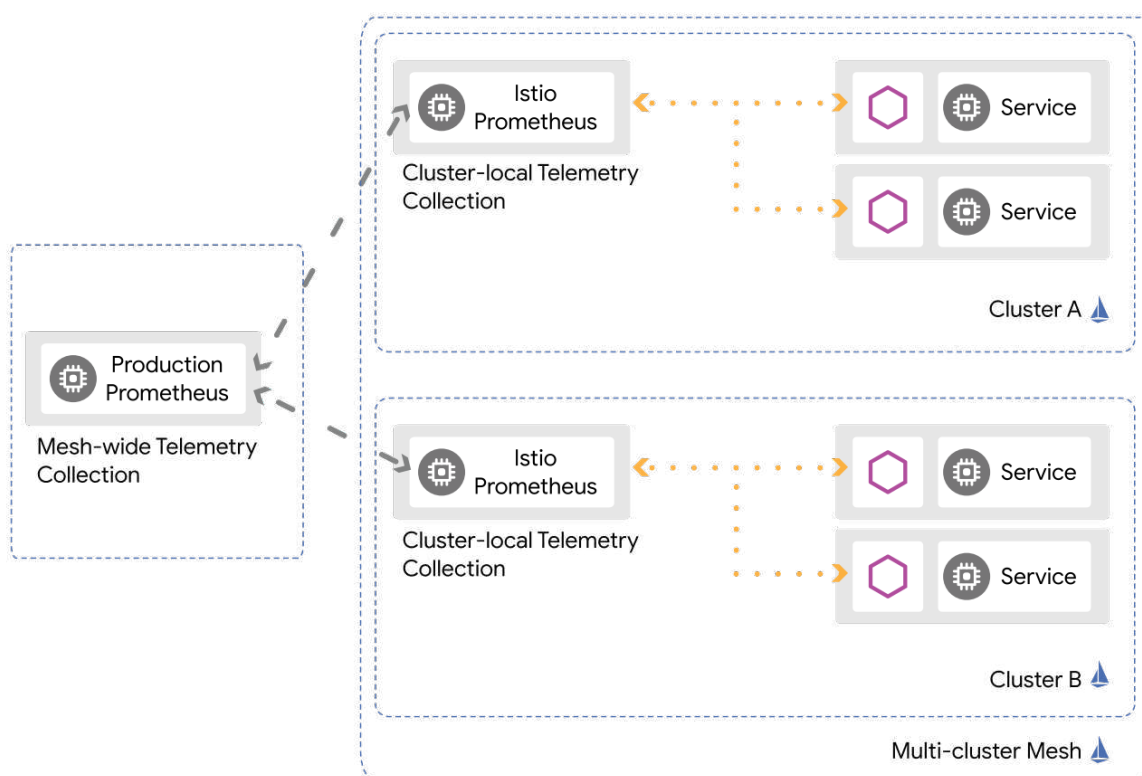 Istio
Prometheus
Cluster-local Telemetry
Collection
Service
Service
Cluster A
Production
Prometheus
Mesh-wide Telemetry
Collection
Istio
Prometheus
Cluster-local Telemetry
Collection
Service
Service
Cluster B
Multi-cluster Mesh